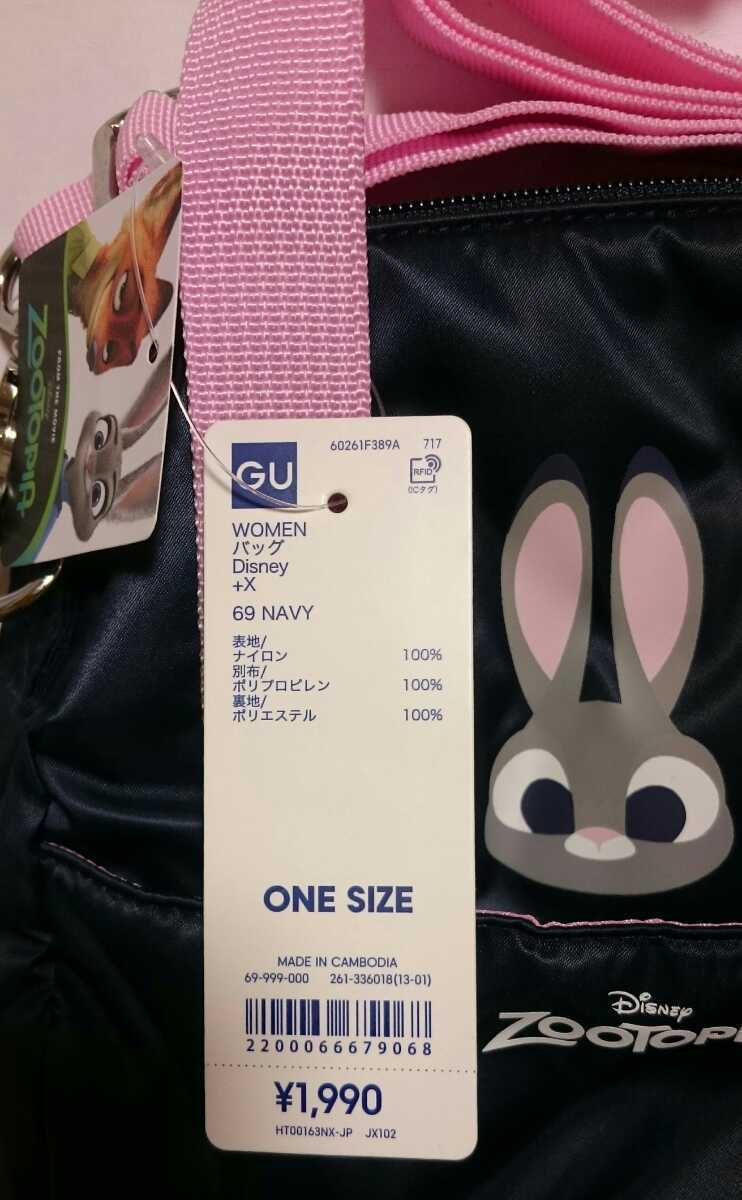 FROM THE MOVIE
Disney
ZOOTOPIA
60261F389A 717
GU
RFID
(ICタグ)
WOMEN
バッグ
Disney
+X
69 NAVY
表地/
ナイロン 100%
別布/
ポリプロピレン 100%
裏地/
ポリエステル 100%
ONE SIZE
MADE IN CAMBODIA
69-999-000 261-336018(13-01)
2200066679068
¥1,990
HT00163NX-JP JX102
Disney
ZOOTOPI